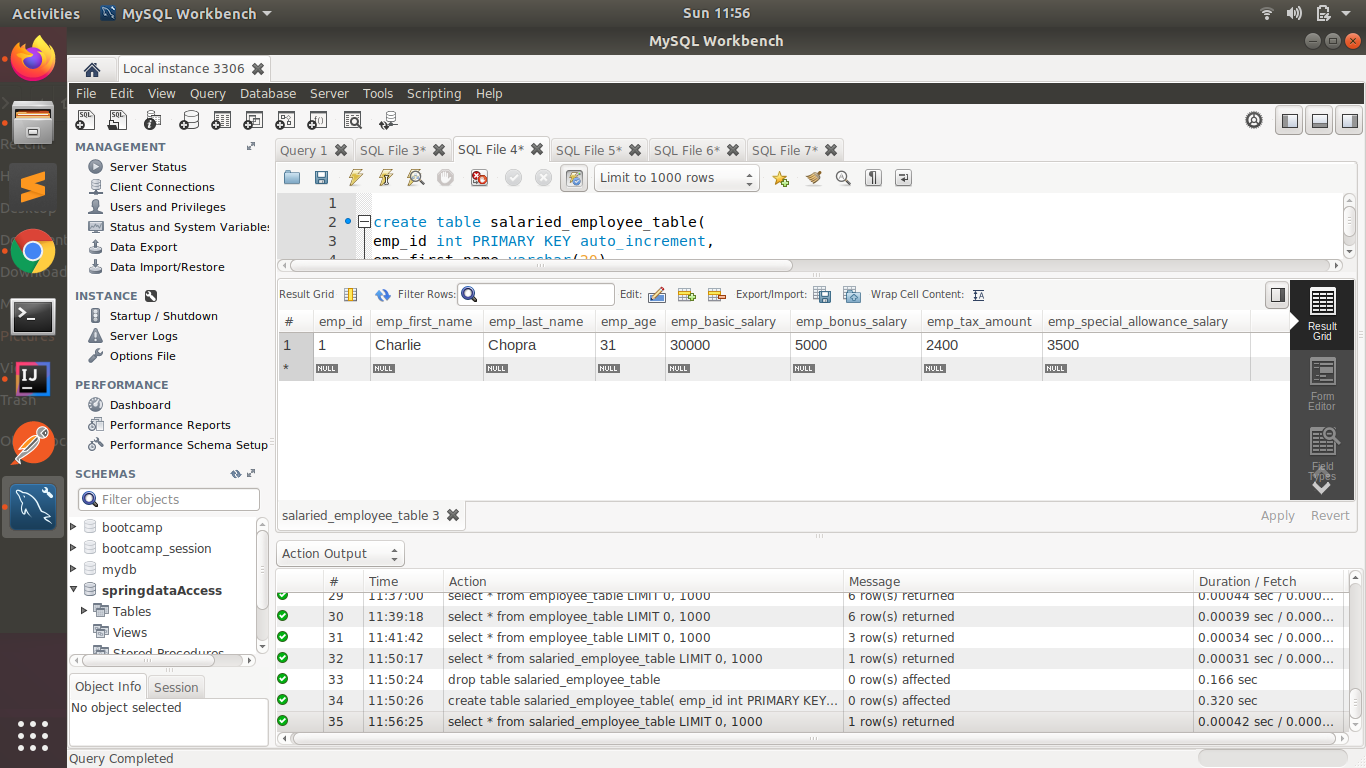 Activities MySQL Workbench Sun 11:56
MySQL Workbench
Local instance 3306
File Edit View Query Database Server Tools Scripting Help
MANAGEMENT
Server Status
Client Connections
Users and Privileges
Status and System Variables
Data Export
Data Import/Restore
INSTANCE
Startup / Shutdown
Server Logs
Options File
PERFORMANCE
Dashboard
Performance Reports
Performance Schema Setup
SCHEMAS
Filter objects
bootcamp
bootcamp_session
mydb
springdataAccess
Tables
Views
Stored Procedures
Object Info Session
No object selected
Query 1 SQL File 3* SQL File 4* SQL File 5* SQL File 6* SQL File 7*
Limit to 1000 rows
1
2 create table salaried_employee_table(
3 emp_id int PRIMARY KEY auto_increment,
4 emp_first_name varchar(20),
Result Grid Filter Rows: Edit: Export/Import: Wrap Cell Content:
# emp_id emp_first_name emp_last_name emp_age emp_basic_salary emp_bonus_salary emp_tax_amount emp_special_allowance_salary
1 1 Charlie Chopra 31 30000 5000 2400 3500
* NULL NULL NULL NULL NULL NULL NULL NULL
Result
Grid
Form
Editor
Field
Types
salaried_employee_table 3 Apply Revert
Action Output
# Time Action Message Duration / Fetch
29 11:37:00 select * from employee_table LIMIT 0, 1000 6 row(s) returned 0.00044 sec / 0.000...
30 11:39:18 select * from employee_table LIMIT 0, 1000 6 row(s) returned 0.00039 sec / 0.000...
31 11:41:42 select * from employee_table LIMIT 0, 1000 3 row(s) returned 0.00034 sec / 0.000...
32 11:50:17 select * from salaried_employee_table LIMIT 0, 1000 1 row(s) returned 0.00031 sec / 0.000...
33 11:50:24 drop table salaried_employee_table 0 row(s) affected 0.166 sec
34 11:50:26 create table salaried_employee_table( emp_id int PRIMARY KEY... 0 row(s) affected 0.320 sec
35 11:56:25 select * from salaried_employee_table LIMIT 0, 1000 1 row(s) returned 0.00042 sec / 0.000...
Query Completed